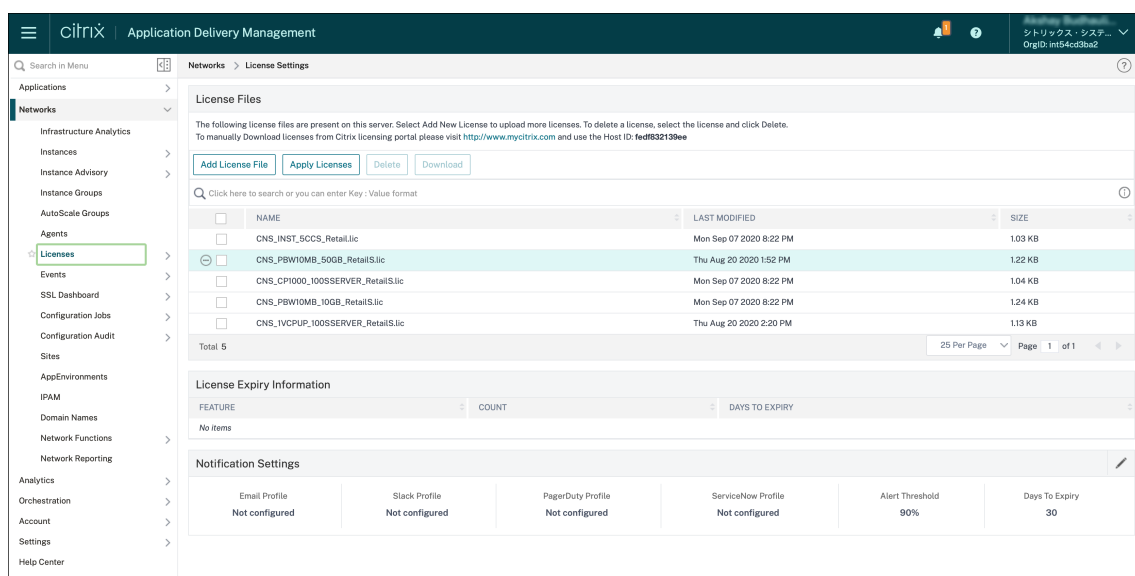 citrix | Application Delivery Management
1
?
シトリックス・システ...
OrgID: int54cd3ba2
Search in Menu
Networks > License Settings
?
Applications
Networks
Infrastructure Analytics
Instances
Instance Advisory
Instance Groups
AutoScale Groups
Agents
Licenses
Events
SSL Dashboard
Configuration Jobs
Configuration Audit
Sites
AppEnvironments
IPAM
Domain Names
Network Functions
Network Reporting
Analytics
Orchestration
Account
Settings
Help Center
License Files
The following license files are present on this server. Select Add New License to upload more licenses. To delete a license, select the license and click Delete.
To manually Download licenses from Citrix licensing portal please visit http://www.mycitrix.com and use the Host ID: fedf832139ee
Add License File Apply Licenses Delete Download
Click here to search or you can enter Key : Value format
NAME LAST MODIFIED SIZE
CNS_INST_5CCS_Retail.lic Mon Sep 07 2020 8:22 PM 1.03 KB
CNS_PBW10MB_50GB_RetailS.lic Thu Aug 20 2020 1:52 PM 1.22 KB
CNS_CP1000_100SSERVER_RetailS.lic Mon Sep 07 2020 8:22 PM 1.04 KB
CNS_PBW10MB_10GB_RetailS.lic Mon Sep 07 2020 8:22 PM 1.24 KB
CNS_1VCPUP_100SSERVER_RetailS.lic Thu Aug 20 2020 2:20 PM 1.13 KB
Total 5 25 Per Page Page 1 of 1
License Expiry Information
FEATURE COUNT DAYS TO EXPIRY
No items
Notification Settings
Email Profile Slack Profile PagerDuty Profile ServiceNow Profile Alert Threshold Days To Expiry
Not configured Not configured Not configured Not configured 90% 30